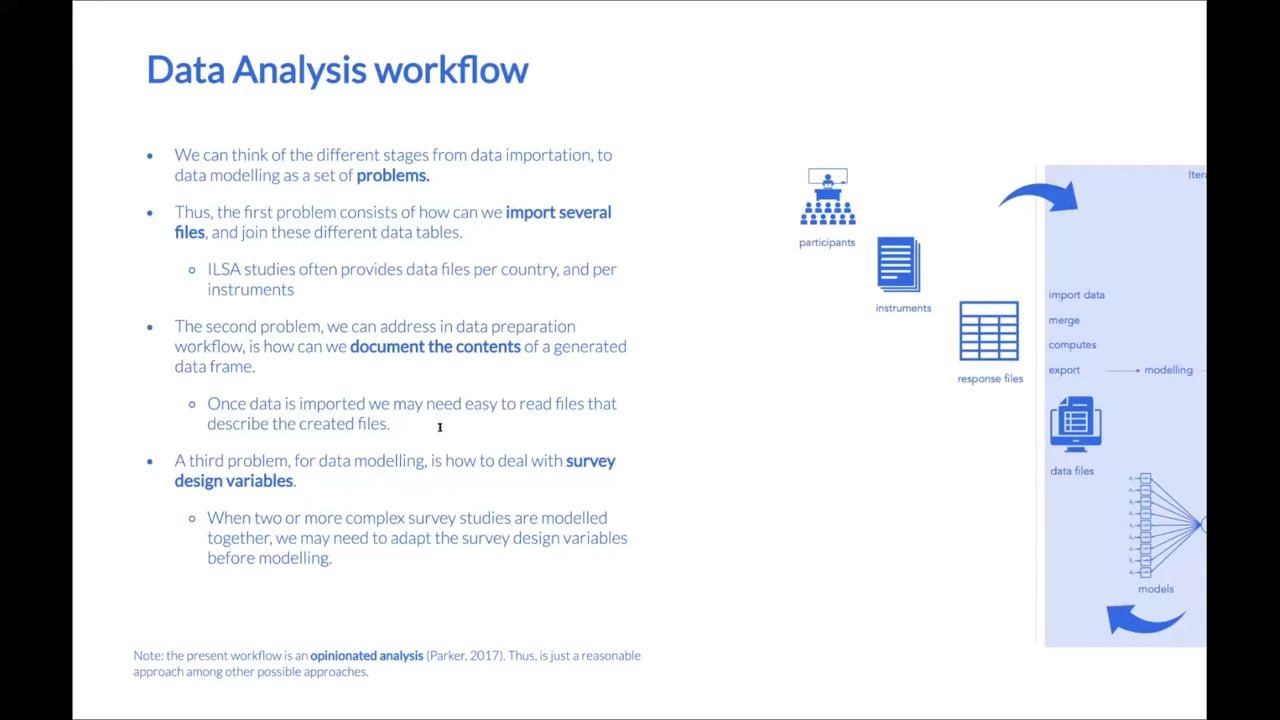 Data Analysis workflow
• We can think of the different stages from data importation, to
data modelling as a set of problems.
• Thus, the first problem consists of how can we import several
files, and join these different data tables.
ILSA studies often provides data files per country, and per
instruments
• The second problem, we can address in data preparation
workflow, is how can we document the contents of a generated
data frame.
Once data is imported we may need easy to read files that
describe the created files.
• A third problem, for data modelling, is how to deal with survey
design variables.
When two or more complex survey studies are modelled
together, we may need to adapt the survey design variables
before modelling.
Note: the present workflow is an opinionated analysis (Parker, 2017). Thus, is just a reasonable
approach among other possible approaches.
participants
instruments
response files
Itera
import data
merge
computes
export
modelling
data files
models